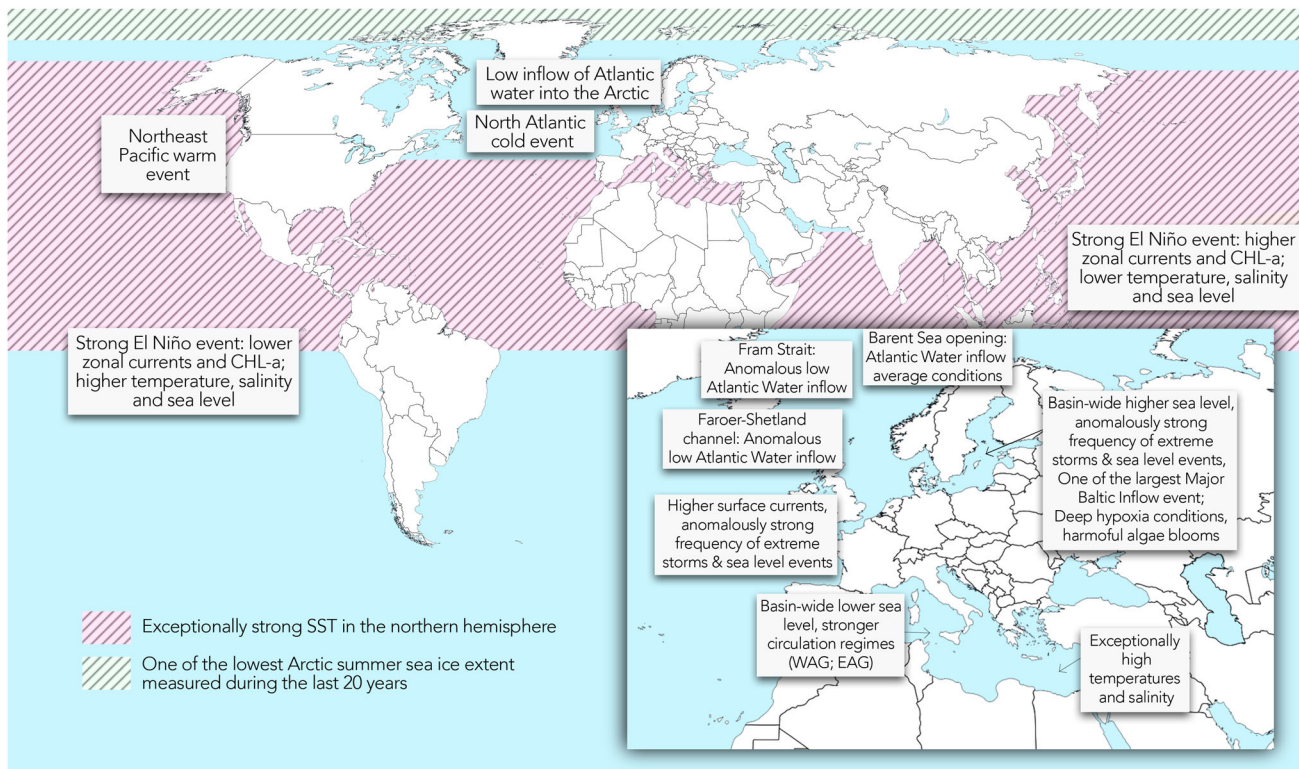 Low inflow of Atlantic
water into the Arctic
North Atlantic
cold event
Northeast
Pacific warm
event
Strong El Niño event: higher
zonal currents and CHL-a;
lower temperature, salinity
and sea level
Strong El Niño event: lower
zonal currents and CHL-a;
higher temperature, salinity
and sea level
Fram Strait:
Anomalous low
Atlantic Water inflow
Barent Sea opening:
Atlantic Water inflow
average conditions
Faroer-Shetland
channel: Anomalous
low Atlantic Water inflow
Basin-wide higher sea level,
anomalously strong
frequency of extreme
storms & sea level events,
One of the largest Major
Baltic Inflow event;
Deep hypoxia conditions,
harmoful algae blooms
Higher surface currents,
anomalously strong
frequency of extreme
storms & sea level events
Basin-wide lower sea
level, stronger
circulation regimes
(WAG; EAG)
Exceptionally
high
temperatures
and salinity
Exceptionally strong SST in the northern hemisphere
One of the lowest Arctic summer sea ice extent
measured during the last 20 years